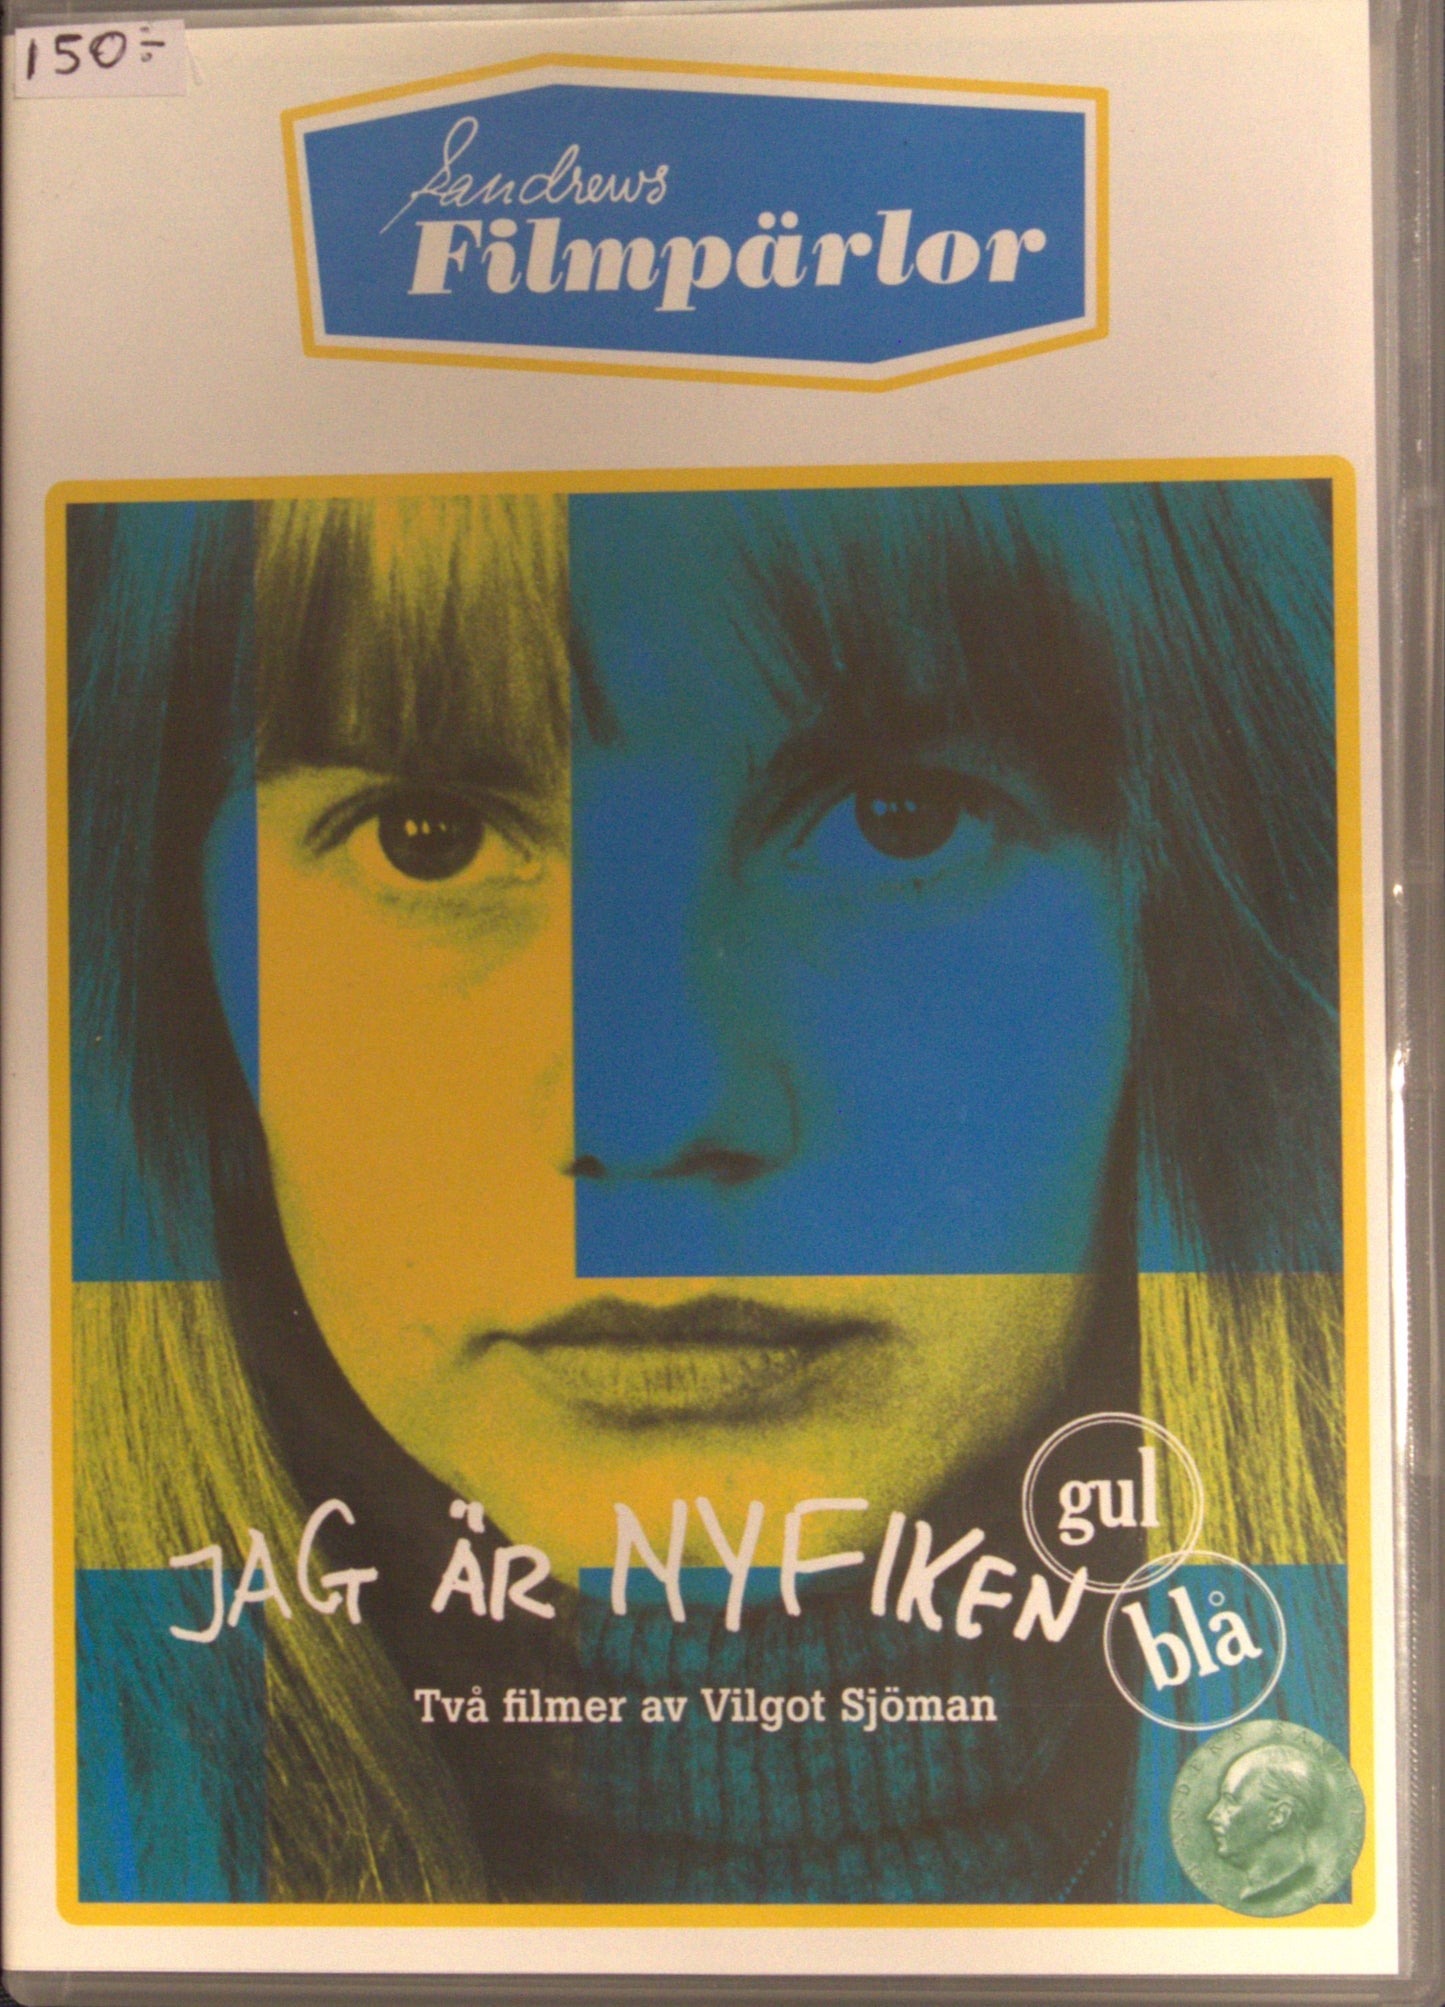 150:-
Sandrews
Filmpärlor
gul
JAG ÄR NYFIKEN
blå
Två filmer av Vilgot Sjöman